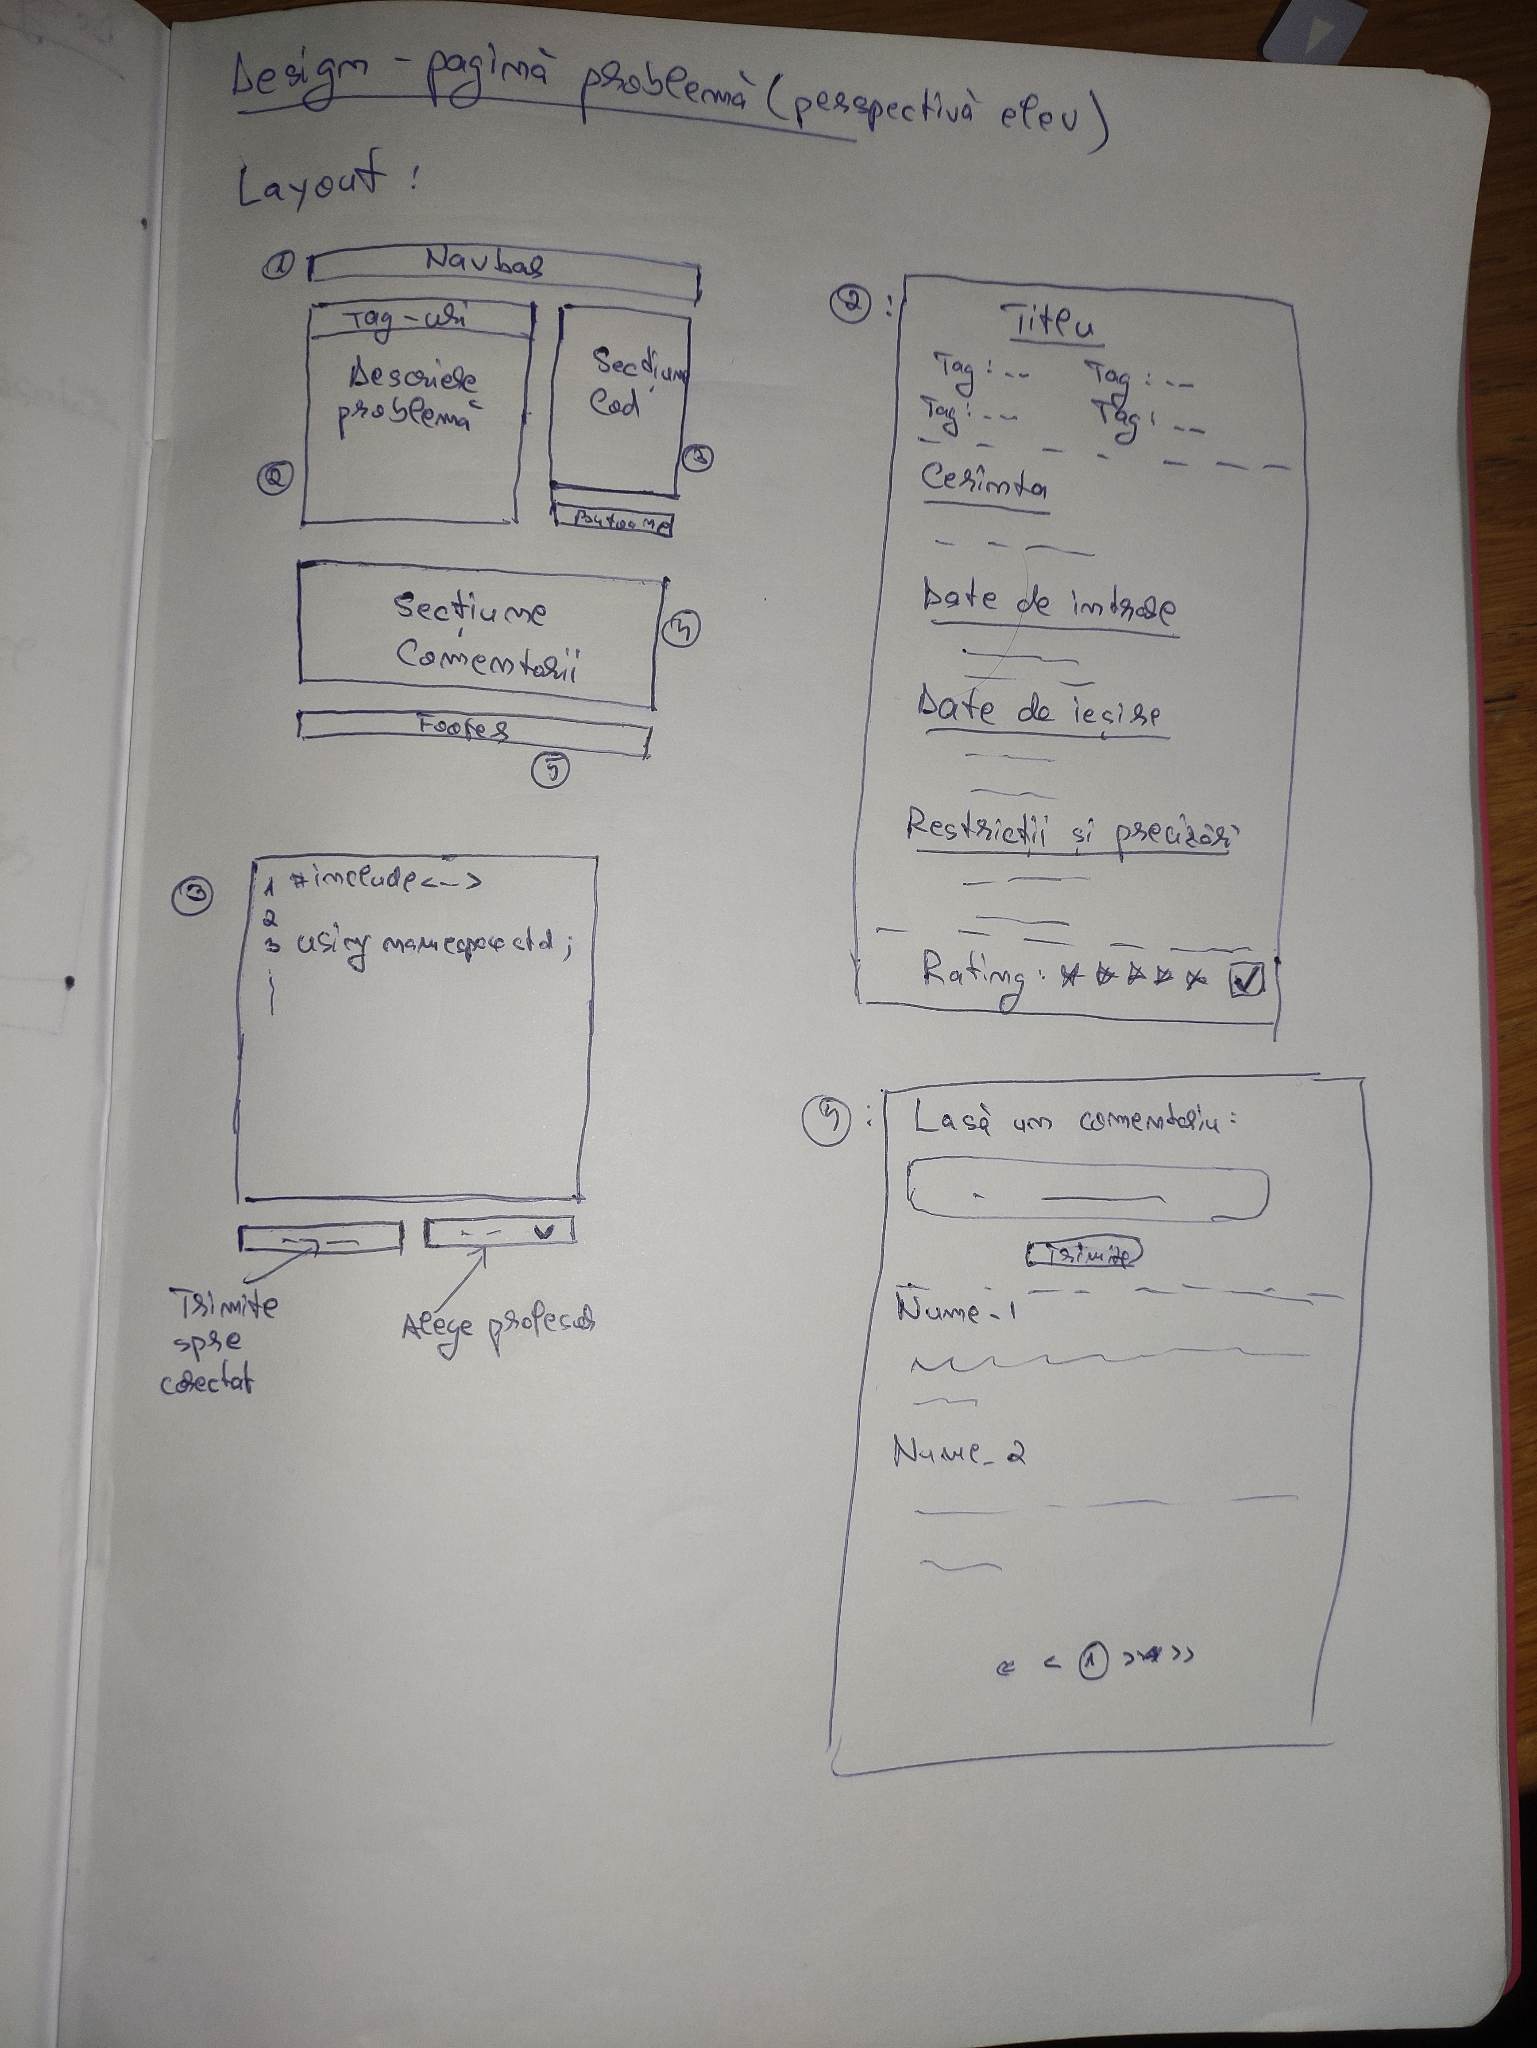 Design - pagină problemă (perspectivă elev)
Layout:
1
Navbar
Tag-uri
Descriere
problemă
2
Secțiune
Cod
3
Butoane
Secțiune
Comentarii
4
Footer
5
2:
Titlu
Tag: -- Tag: --
Tag: -- Tag: --
Cerința
Date de intrare
Date de ieșire
Restricții și precizări
Rating: * * * * *
3
1 #include<-->
2
3 using namespace std;
Trimite
spre
corectat
Alege profesor
4:
Lasă un comentariu:
Trimite
Nume_1
Nume_2
« < 1 > >>